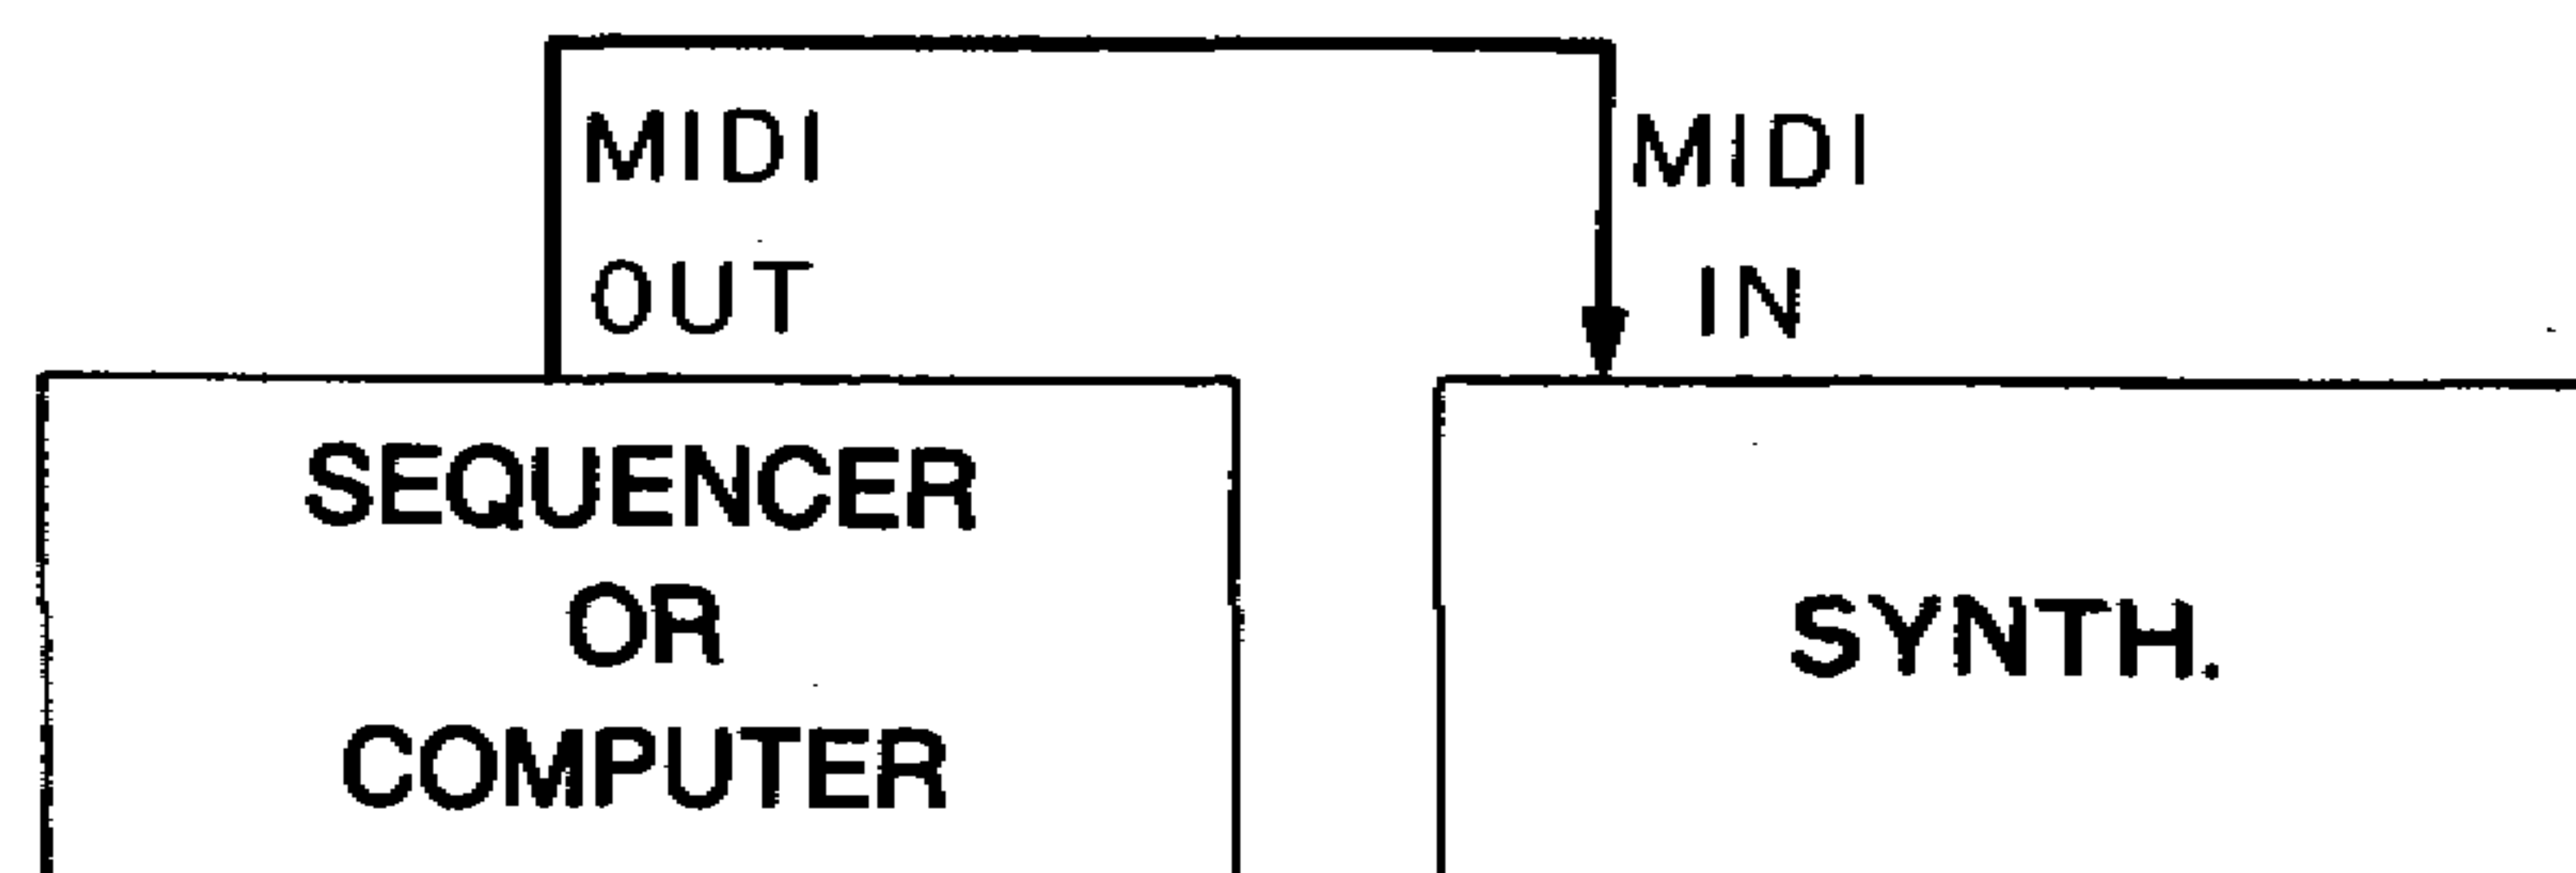 MIDI
OUT
MIDI
IN
SEQUENCER
OR
COMPUTER
SYNTH.